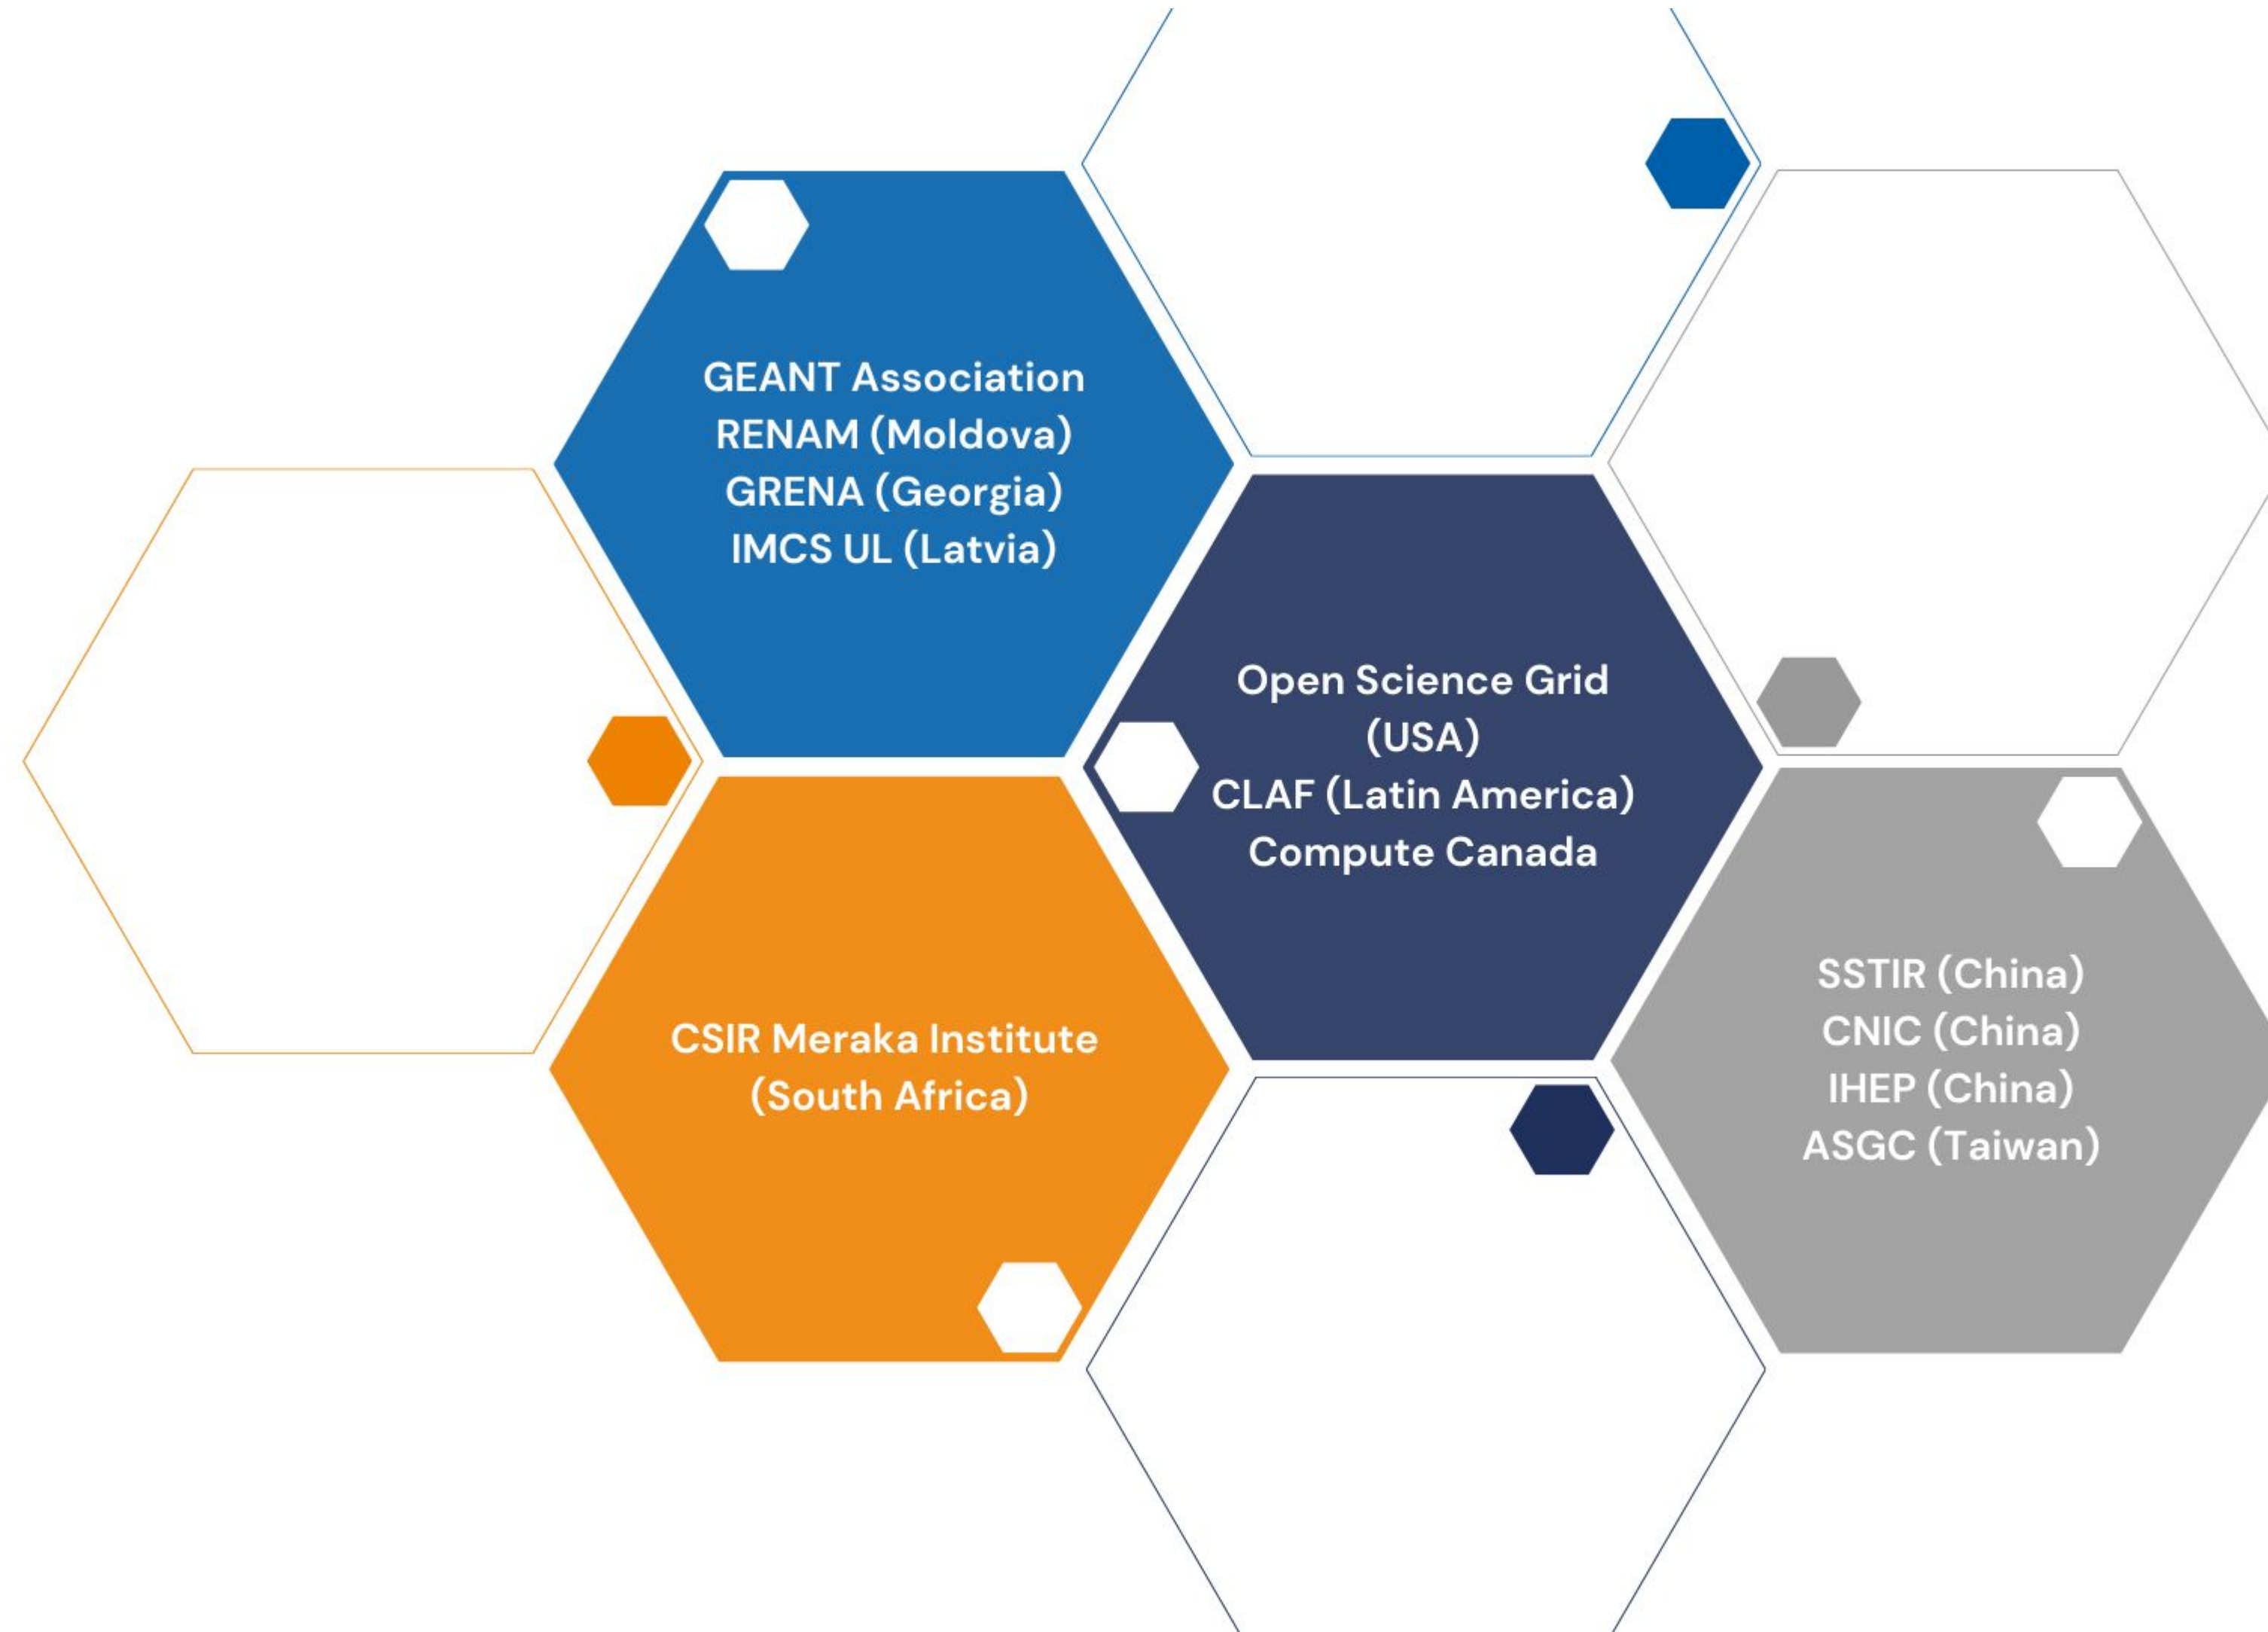 GEANT Association
RENAM (Moldova)
GRENA (Georgia)
IMCS UL (Latvia)
Open Science Grid
(USA)
CLAF (Latin America)
Compute Canada
CSIR Meraka Institute
(South Africa)
SSTIR (China)
CNIC (China)
IHEP (China)
ASGC (Taiwan)